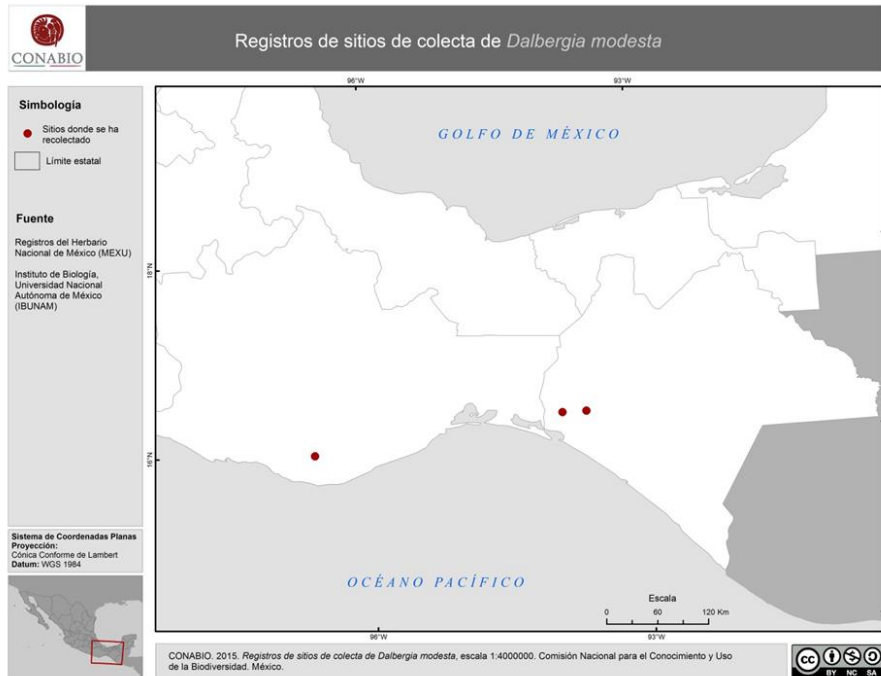 CONABIO
Registros de sitios de colecta de Dalbergia modesta
Simbología
Sitios donde se ha
recolectado
Límite estatal
Fuente
Registros del Herbario
Nacional de México (MEXU)
Instituto de Biología,
Universidad Nacional
Autónoma de México
(IBUNAM)
Sistema de Coordenadas Planas
Proyección:
Cónica Conforme de Lambert
Datum: WGS 1984
96°W
93°W
GOLFO DE MÉXICO
18°N
18°N
16°N
OCÉANO PACÍFICO
Escala
0 60 120 Km
96°W
93°W
CONABIO. 2015. Registros de sitios de colecta de Dalbergia modesta, escala 1:4000000. Comisión Nacional para el Conocimiento y Uso
de la Biodiversidad. México.
CC
BY NC SA